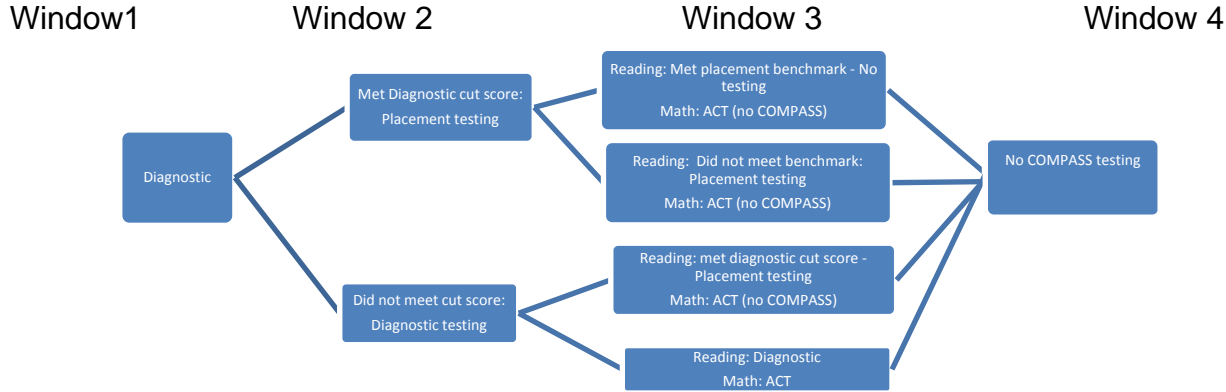 Window1 Window 2 Window 3 Window 4
Diagnostic
Met Diagnostic cut score:
Placement testing
Did not meet cut score:
Diagnostic testing
Reading: Met placement benchmark - No
testing
Math: ACT (no COMPASS)
Reading: Did not meet benchmark:
Placement testing
Math: ACT (no COMPASS)
Reading: met diagnostic cut score -
Placement testing
Math: ACT (no COMPASS)
Reading: Diagnostic
Math: ACT
No COMPASS testing